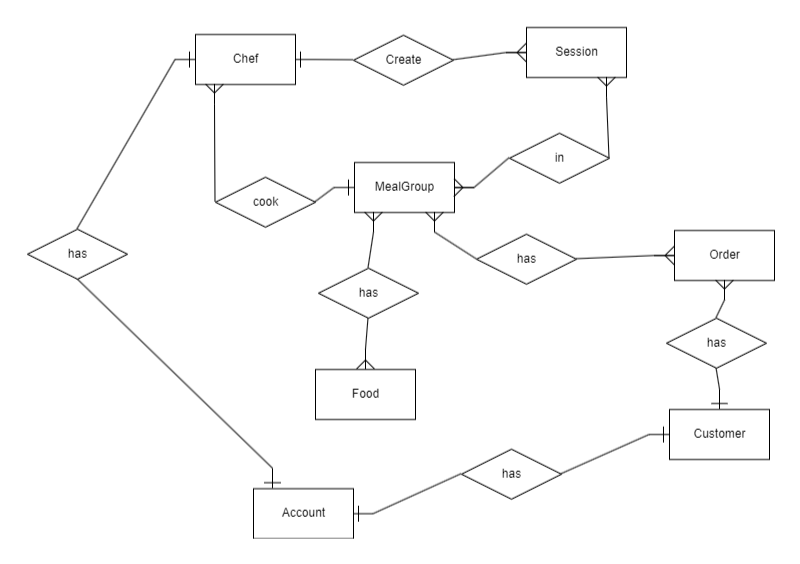 Session
Chef
Create
in
MealGroup
cook
has
has
Order
has
has
Food
Customer
has
Account